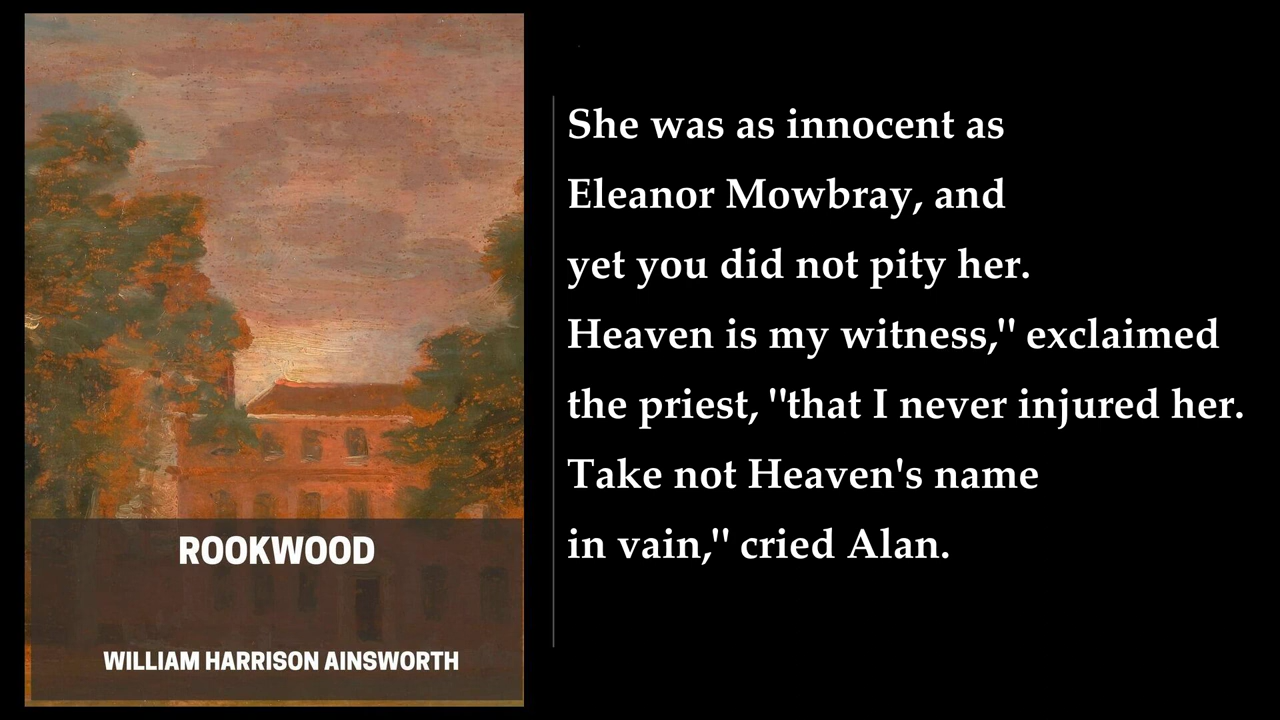 ROOKWOOD
WILLIAM HARRISON AINSWORTH
She was as innocent as
Eleanor Mowbray, and
yet you did not pity her.
Heaven is my witness," exclaimed
the priest, "that I never injured her.
Take not Heaven's name
in vain," cried Alan.